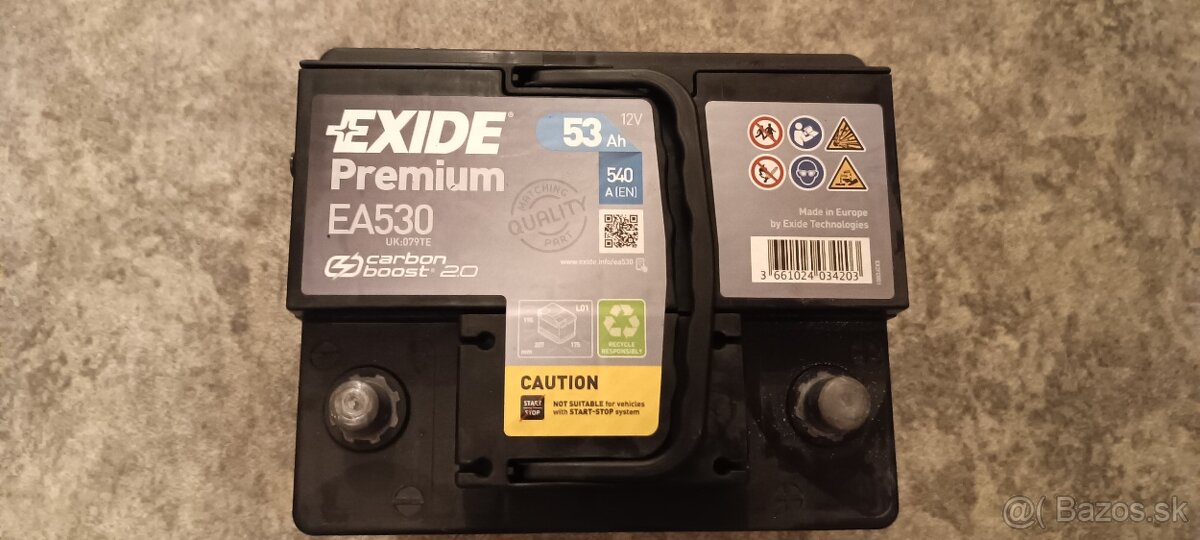 EXIDE
Premium
EA530
UK:079TE
carbon
boost 2.0
53 Ah
12V
540
A (EN)
MATCHING
QUALITY
PART
www.exide.info/ea530
L01
175
mm
RECYCLE
RESPONSIBLY
CAUTION
START
STOP
NOT SUITABLE for vehicles
with START-STOP system
Made in Europe
by Exide Technologies
3 661024 034203
@( Bazos.sk